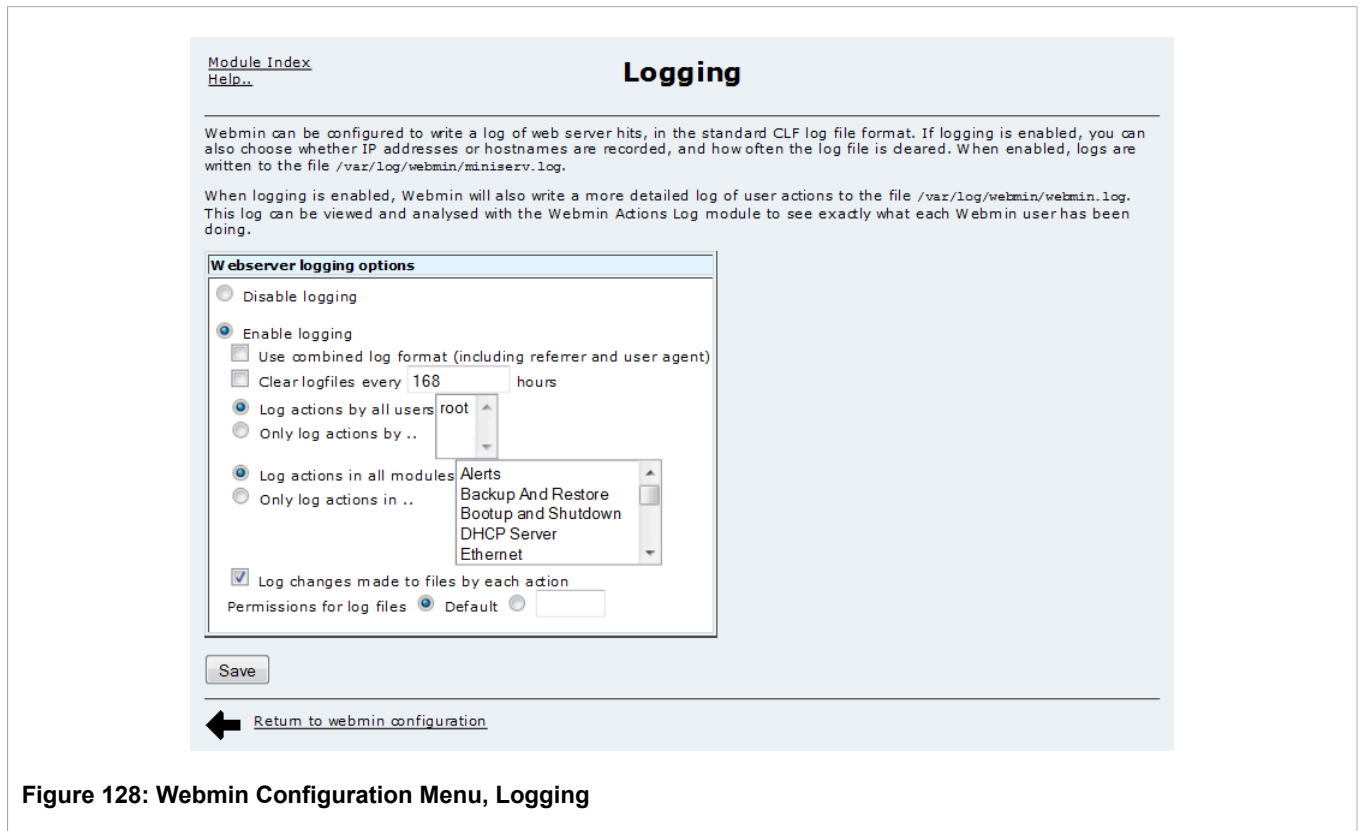 Module Index
Help..
Logging
Webmin can be configured to write a log of web server hits, in the standard CLF log file format. If logging is enabled, you can
also choose whether IP addresses or hostnames are recorded, and how often the log file is cleared. When enabled, logs are
written to the file /var/log/webmin/miniserv.log.
When logging is enabled, Webmin will also write a more detailed log of user actions to the file /var/log/webmin/webmin.log.
This log can be viewed and analysed with the Webmin Actions Log module to see exactly what each Webmin user has been
doing.
Webserver logging options
Disable logging
Enable logging
Use combined log format (including referrer and user agent)
Clear logfiles every 168 hours
Log actions by all users root
Only log actions by ..
Log actions in all modules Alerts
Backup And Restore
Only log actions in ..
Bootup and Shutdown
DHCP Server
Ethernet
Log changes made to files by each action
Permissions for log files Default
Save
Return to webmin configuration
Figure 128: Webmin Configuration Menu, Logging